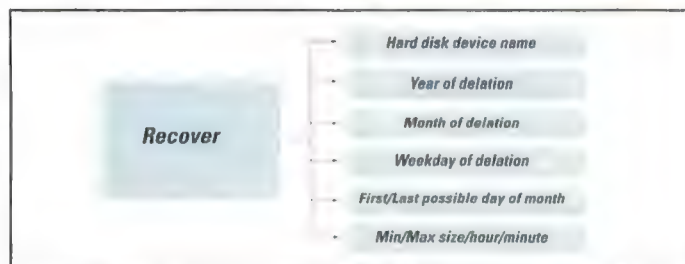 Recover
Hard disk device name
Year of delation
Month of delation
Weekday of delation
First/Last possible day of month
Min/Max size/hour/minute